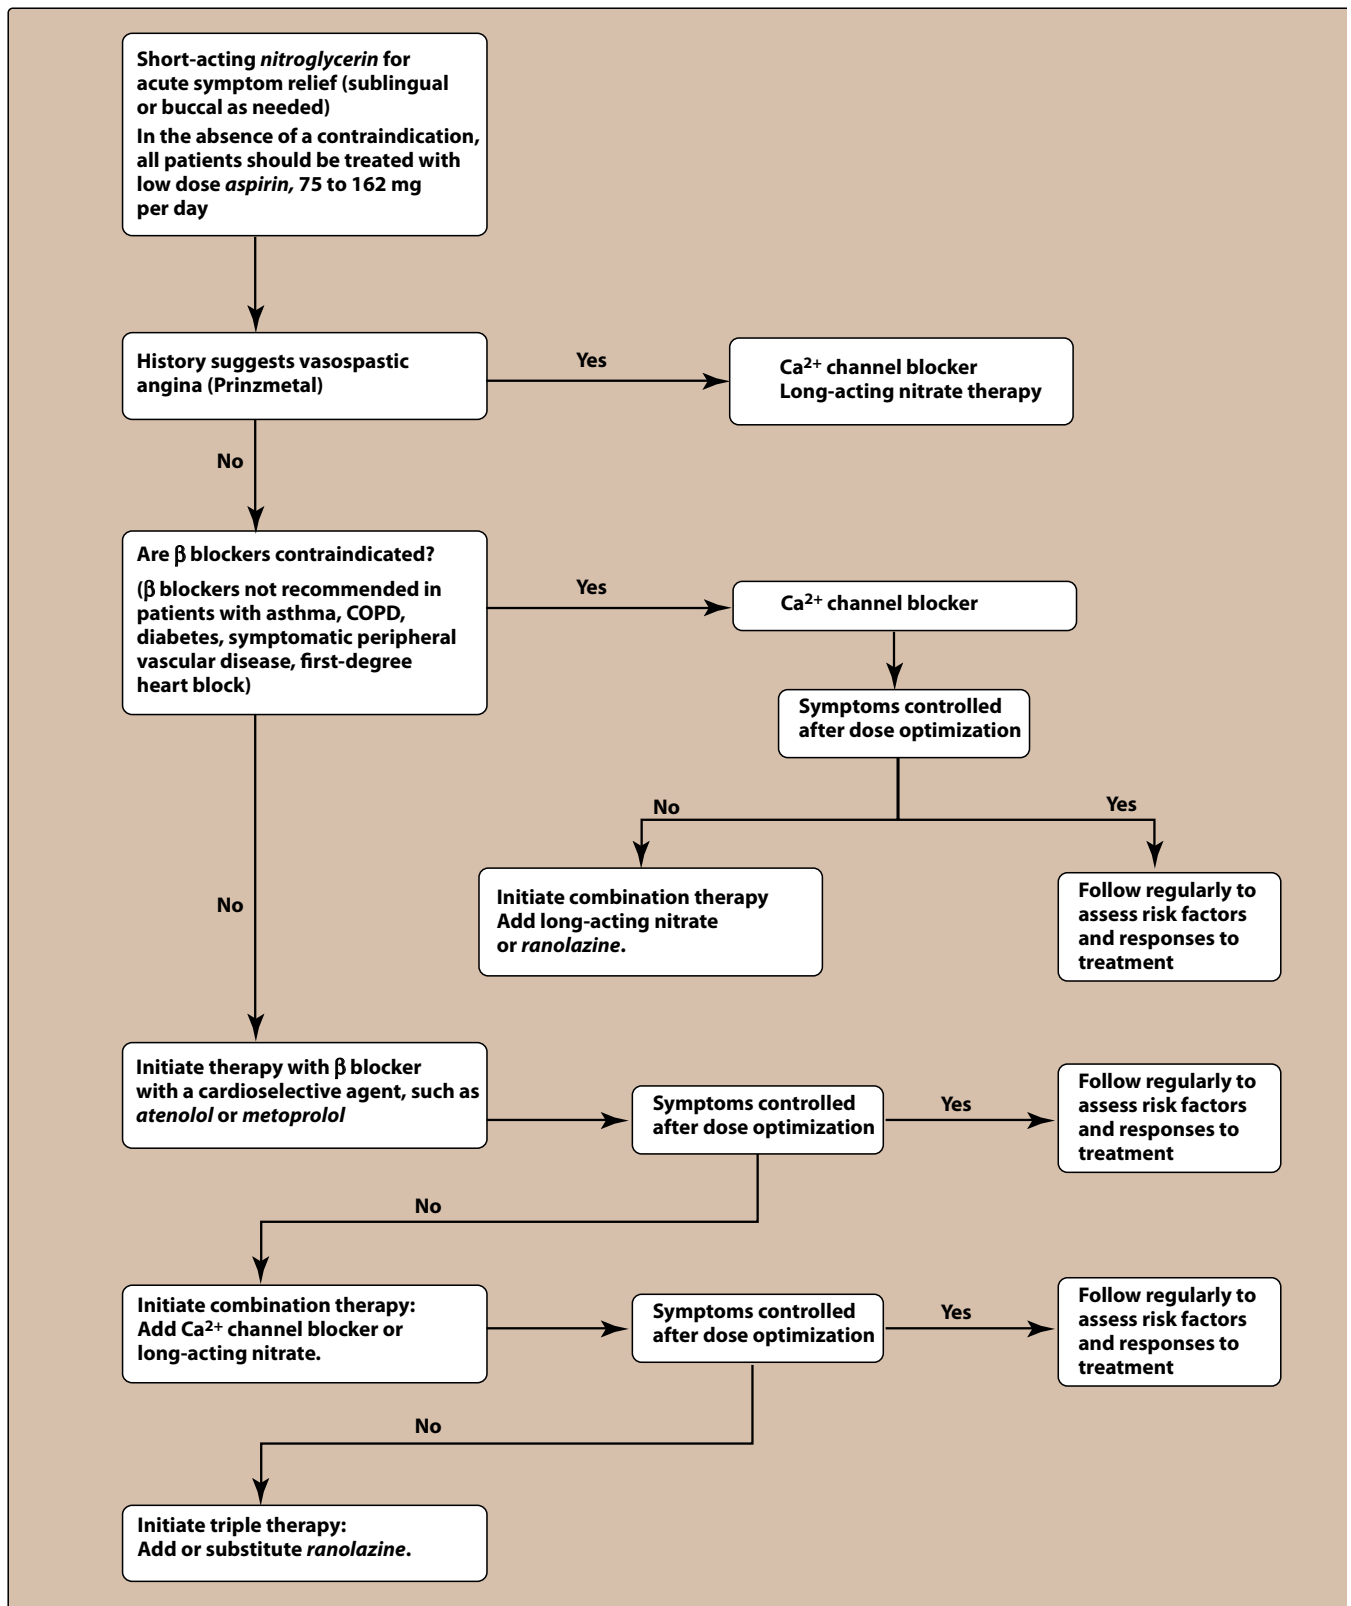 Short-acting nitroglycerin for
acute symptom relief (sublingual
or buccal as needed)
In the absence of a contraindication,
all patients should be treated with
low dose aspirin, 75 to 162 mg
per day
History suggests vasospastic
angina (Prinzmetal)
Yes
Ca2+ channel blocker
Long-acting nitrate therapy
No
Are β blockers contraindicated?
(β blockers not recommended in
patients with asthma, COPD,
diabetes, symptomatic peripheral
vascular disease, first-degree
heart block)
Yes
Ca2+ channel blocker
Symptoms controlled
after dose optimization
No
Yes
Initiate combination therapy
Add long-acting nitrate
or ranolazine.
Follow regularly to
assess risk factors
and responses to
treatment
No
Initiate therapy with β blocker
with a cardioselective agent, such as
atenolol or metoprolol
Symptoms controlled
after dose optimization
Yes
Follow regularly to
assess risk factors
and responses to
treatment
No
Initiate combination therapy:
Add Ca2+ channel blocker or
long-acting nitrate.
Symptoms controlled
after dose optimization
Yes
Follow regularly to
assess risk factors
and responses to
treatment
No
Initiate triple therapy:
Add or substitute ranolazine.